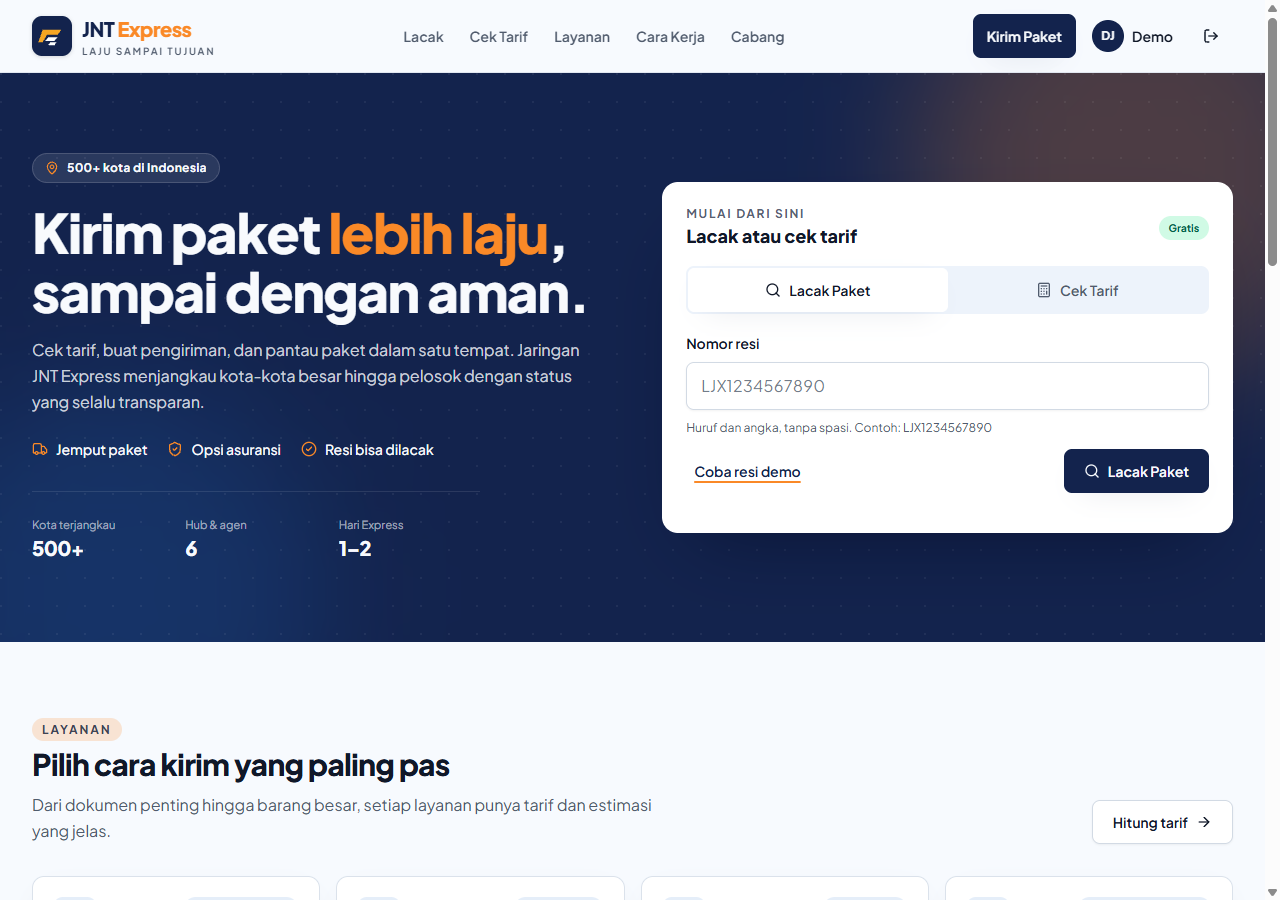 JNT Express
LAJU SAMPAI TUJUAN
Lacak
Cek Tarif
Layanan
Cara Kerja
Cabang
Kirim Paket
DJ
Demo
500+ kota di Indonesia
Kirim paket lebih laju,
sampai dengan aman.
Cek tarif, buat pengiriman, dan pantau paket dalam satu tempat. Jaringan
JNT Express menjangkau kota-kota besar hingga pelosok dengan status
yang selalu transparan.
Jemput paket
Opsi asuransi
Resi bisa dilacak
Kota terjangkau
500+
Hub & agen
6
Hari Express
1–2
MULAI DARI SINI
Lacak atau cek tarif
Gratis
Lacak Paket
Cek Tarif
Nomor resi
LJX1234567890
Huruf dan angka, tanpa spasi. Contoh: LJX1234567890
Coba resi demo
Lacak Paket
LAYANAN
Pilih cara kirim yang paling pas
Dari dokumen penting hingga barang besar, setiap layanan punya tarif dan estimasi
yang jelas.
Hitung tarif